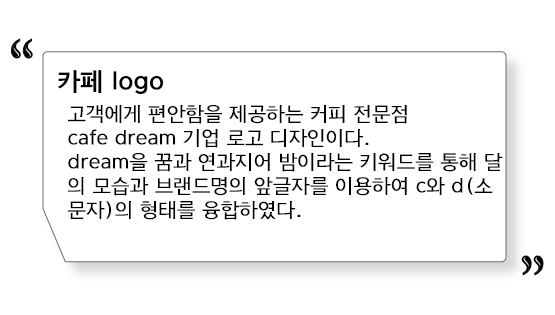 “
카페 logo
고객에게 편안함을 제공하는 커피 전문점
cafe dream 기업 로고 디자인이다.
dream을 꿈과 연과지어 밤이라는 키워드를 통해 달
의 모습과 브랜드명의 앞글자를 이용하여 c와 d(소
문자)의 형태를 융합하였다.
”